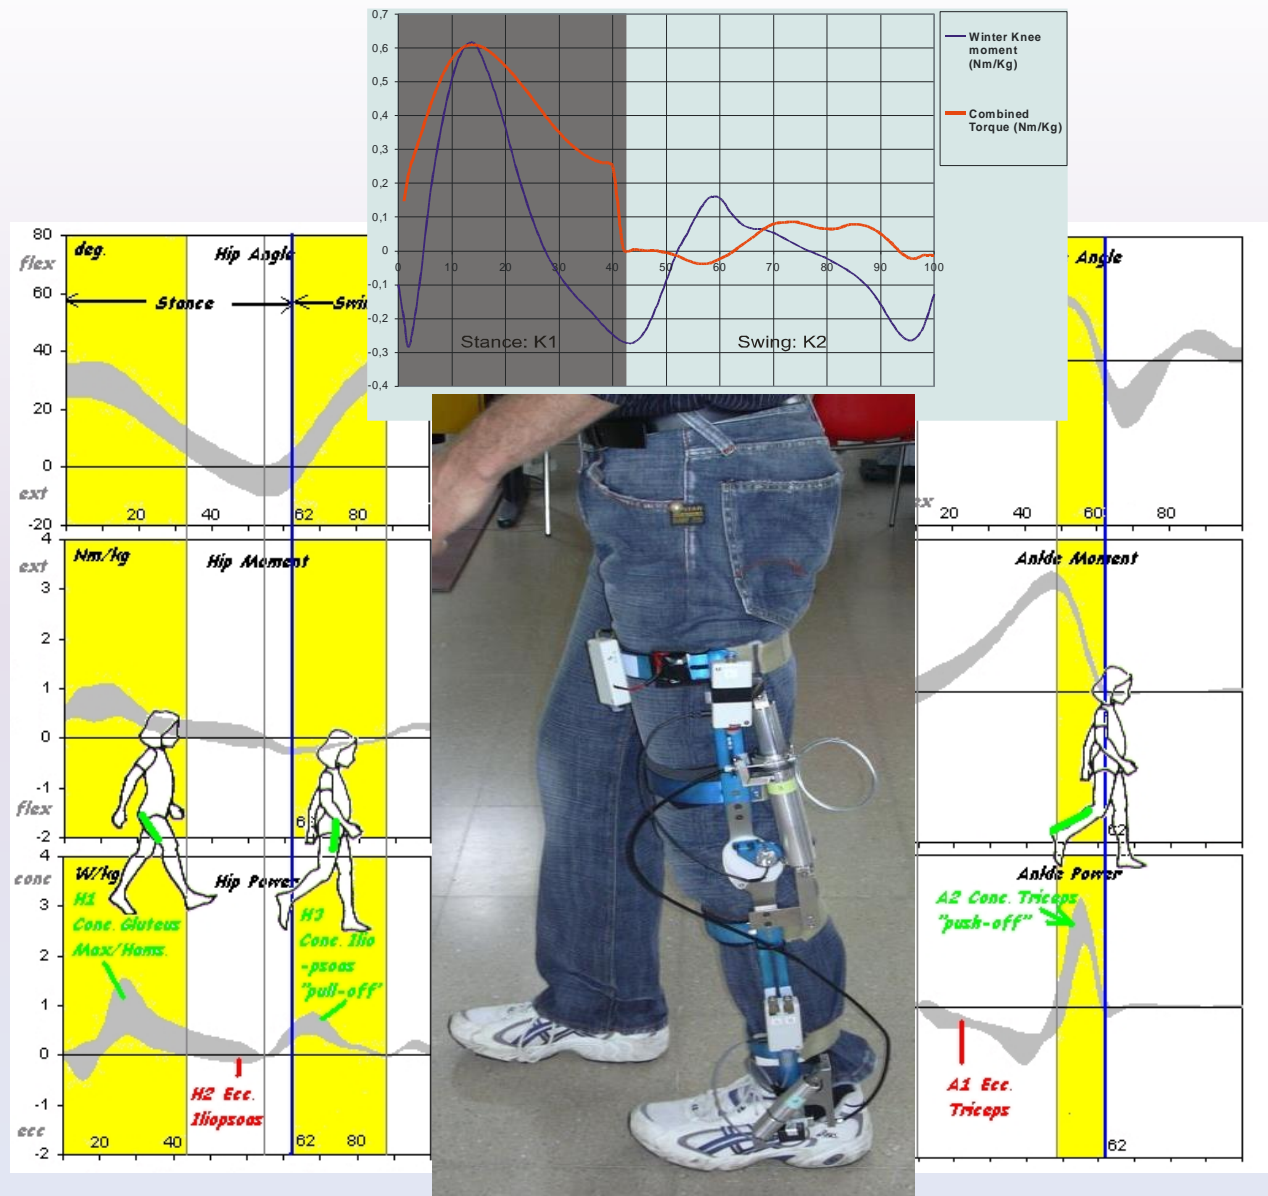 0,7
0,6
0,5
0,4
0,3
0,2
0,1
0
-0,1
-0,2
-0,3
-0,4
0 10 20 30 40 50 60 70 80 90 100
Stance: K1
Swing: K2
Winter Knee
moment
(Nm/Kg)
Combined
Torque (Nm/Kg)
80
flex
60
40
20
0
ext
-20
deg.
Hip Angle
Stance
Swin
20 40 62 80
4
ext
3
2
1
0
-1
flex
-2
Nm/kg
Hip Moment
6
4
conc
3
2
1
0
-1
ecc
-2
W/kg
Hip Power
H1
Conc. Gluteus
Max/Hams.
H3
Conc. Ilio
-psoas
"pull-off"
H2 Ecc.
Iliopsoas
20 40 62 80
Angle
ex
20 40 60 80
Ankle Moment
62
Ankle Power
A2 Conc. Triceps
"push-off"
A1 Ecc.
Triceps
62